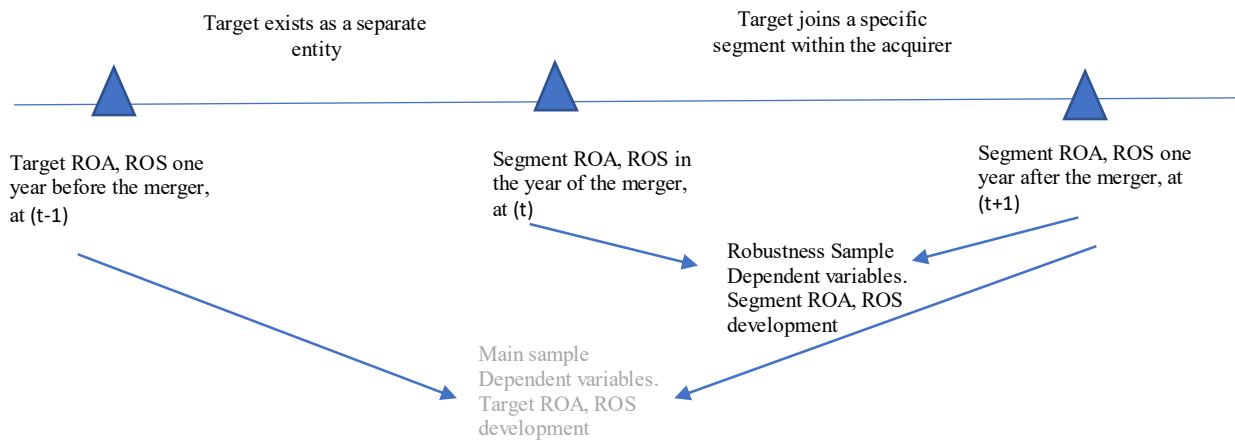 Target exists as a separate
entity
Target joins a specific
segment within the acquirer
Target ROA, ROS one
year before the merger,
at (t-1)
Segment ROA, ROS in
the year of the merger,
at (t)
Segment ROA, ROS one
year after the merger, at
(t+1)
Robustness Sample
Dependent variables.
Segment ROA, ROS
development
Main sample
Dependent variables.
Target ROA, ROS
development